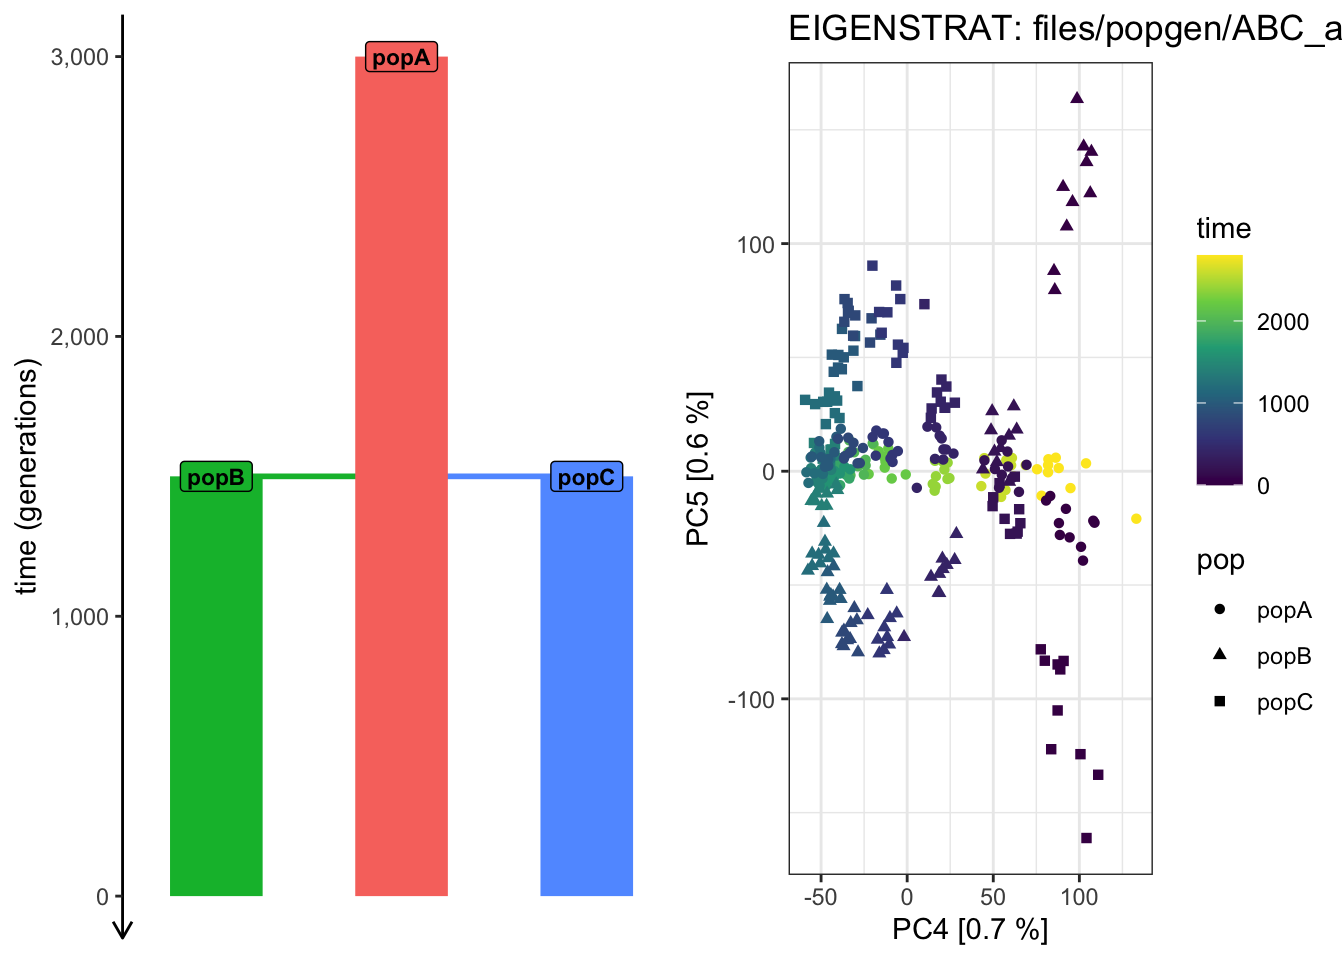 time (generations)
3,000
2,000
1,000
0
popA
popB
popC
EIGENSTRAT: files/popgen/ABC_a
PC5 [0.6 %]
100
0
-100
-50
0
50
100
PC4 [0.7 %]
time
2000
1000
0
pop
popA
popB
popC